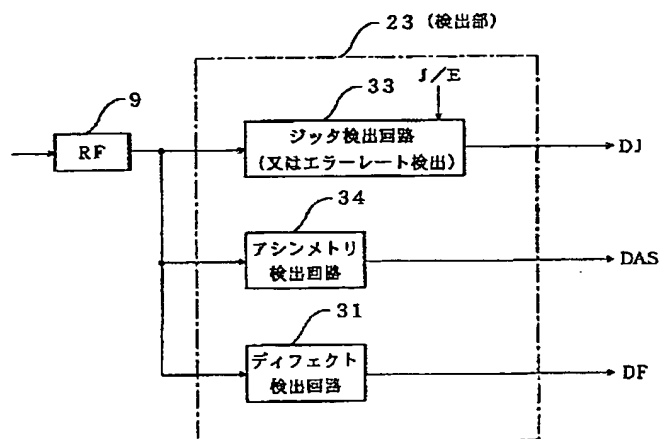 23(検出部)
J/E
33
9
RF
ジッタ検出回路
(又はエラーレート検出)
DJ
34
アシンメトリ
検出回路
DAS
31
ディフェクト
検出回路
DF